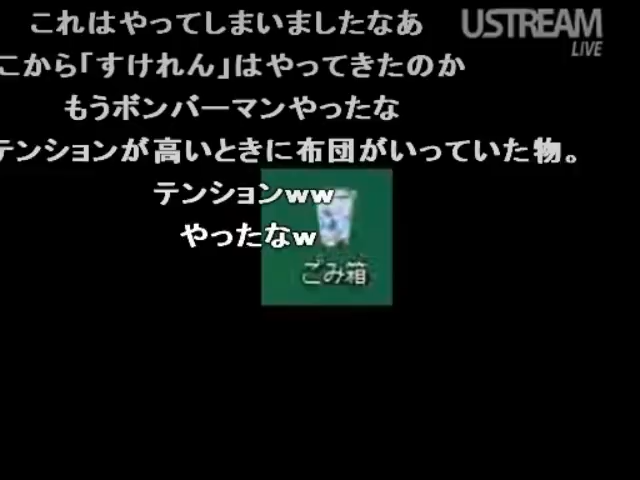 これはやってしまいましたなあ
USTREAM
LIVE
こから「すけれん」はやってきたのか
もうボンバーマンやったな
テンションが高いときに布団がいっていた物。
テンションww
やったなw
ごみ箱